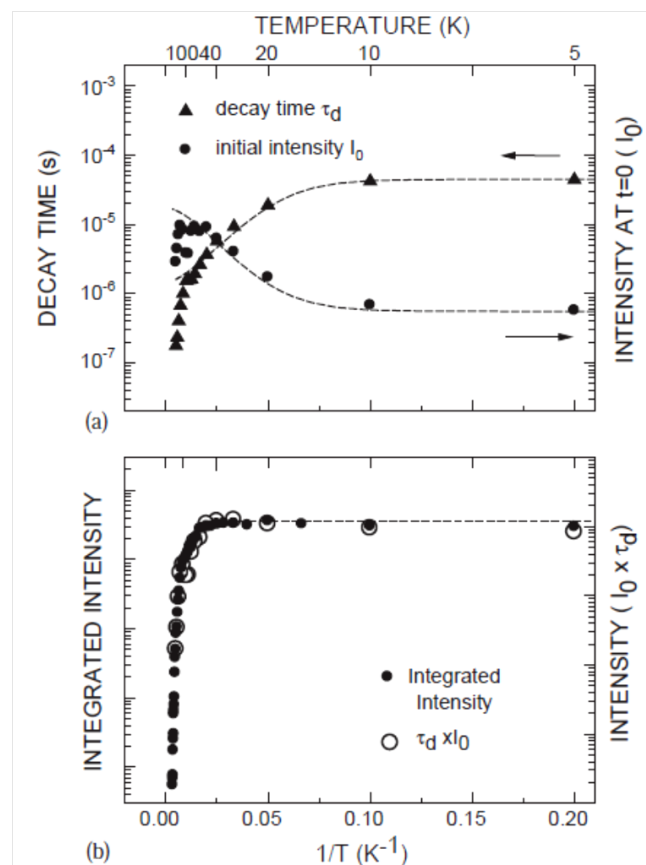 TEMPERATURE (K)
10040 20 10 5
10-3
10-4
10-5
10-6
10-7
DECAY TIME (s)
▲ decay time τd
● initial intensity I0
INTENSITY AT t=0 ( I0)
(a)
INTEGRATED INTENSITY
● Integrated
Intensity
○ τd xI0
INTENSITY ( I0 x τd)
0.00 0.05 0.10 0.15 0.20
(b) 1/T (K-1)